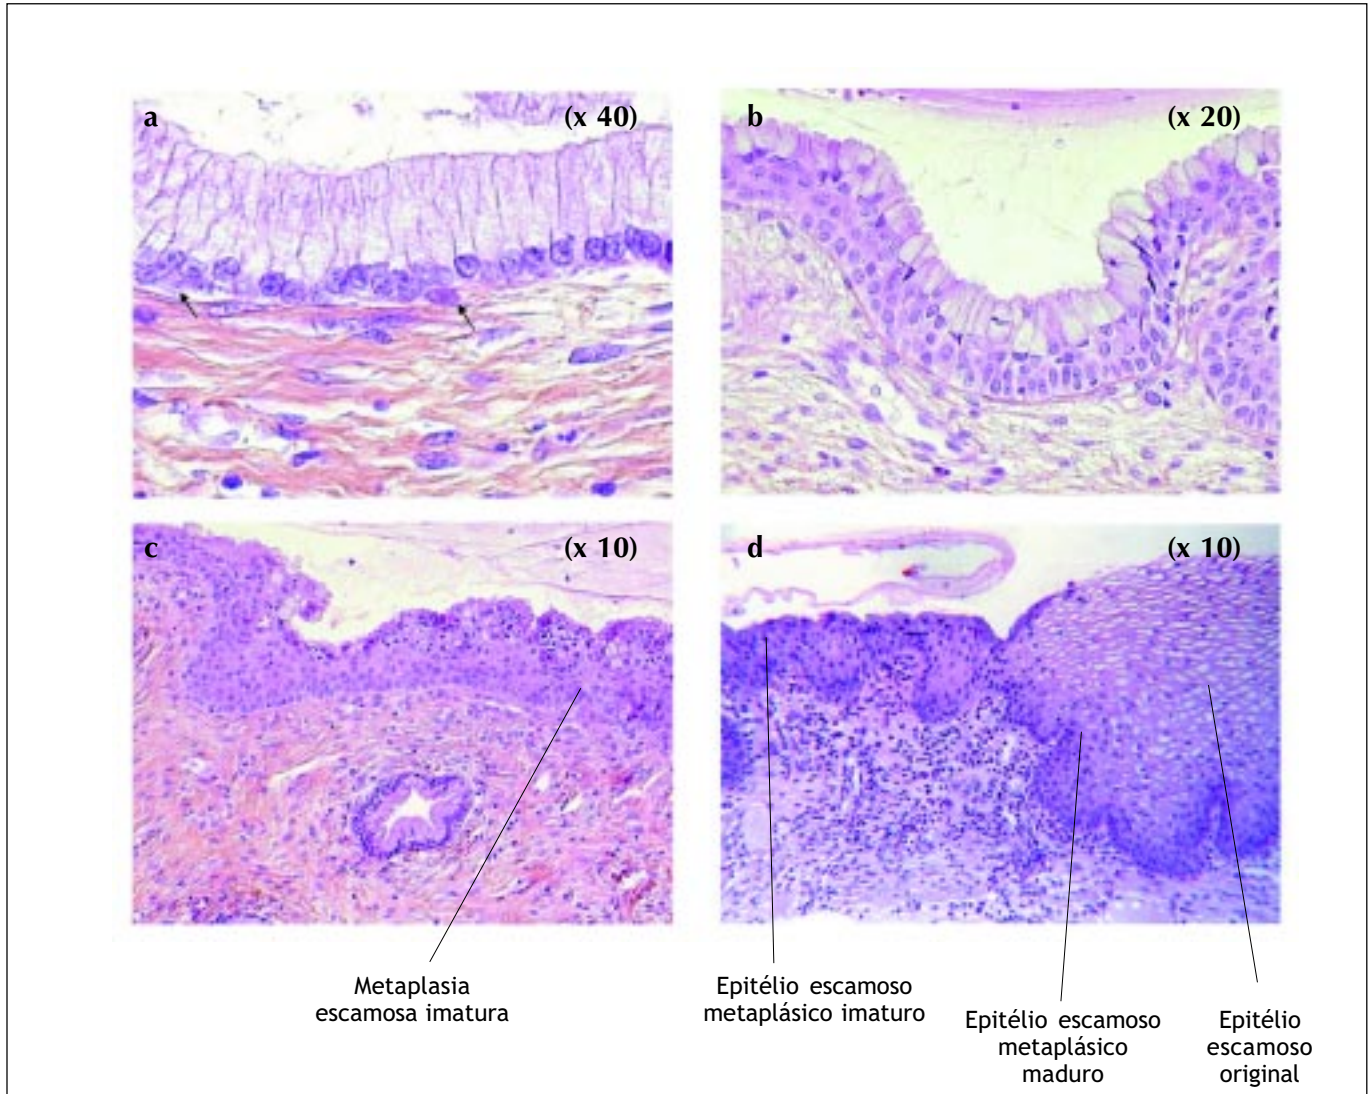 a (x 40)
b (x 20)
c (x 10)
d (x 10)
Metaplasia
escamosa imatura
Epitélio escamoso
metaplásico imaturo
Epitélio escamoso
metaplásico
maduro
Epitélio
escamoso
original